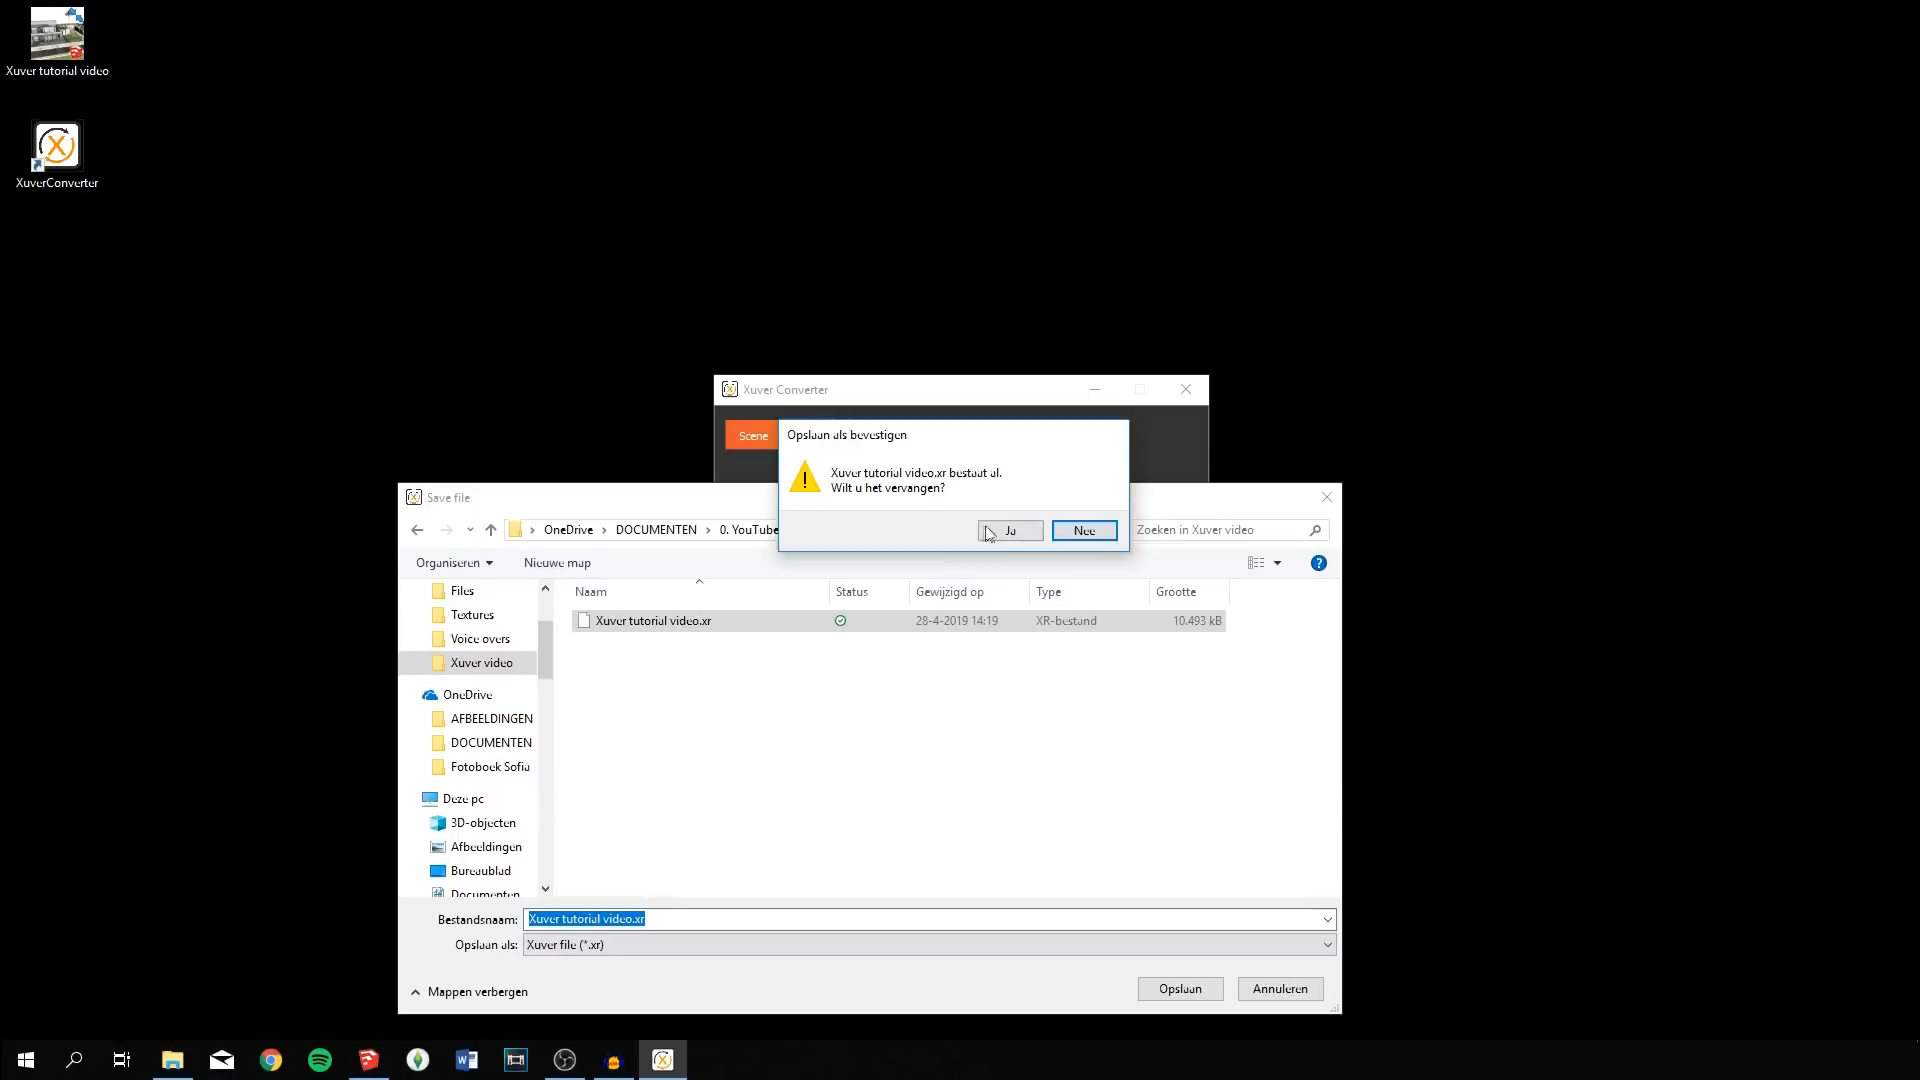 Xuver tutorial video
XuverConverter
Xuver Converter
Scene
Opslaan als bevestigen
Xuver tutorial video.xr bestaat al.
Wilt u het vervangen?
Ja
Nee
Save file
OneDrive
DOCUMENTEN
0. YouTube
Zoeken in Xuver video
Organiseren
Nieuwe map
Files
Textures
Voice overs
Xuver video
OneDrive
AFBEELDINGEN
DOCUMENTEN
Fotoboek Sofia
Deze pc
3D-objecten
Afbeeldingen
Bureaublad
Documenten
Naam
Status
Gewijzigd op
Type
Grootte
Xuver tutorial video.xr
28-4-2019 14:19
XR-bestand
10.493 kB
Bestandsnaam:
Xuver tutorial video.xr
Opslaan als:
Xuver file (*.xr)
Mappen verbergen
Opslaan
Annuleren